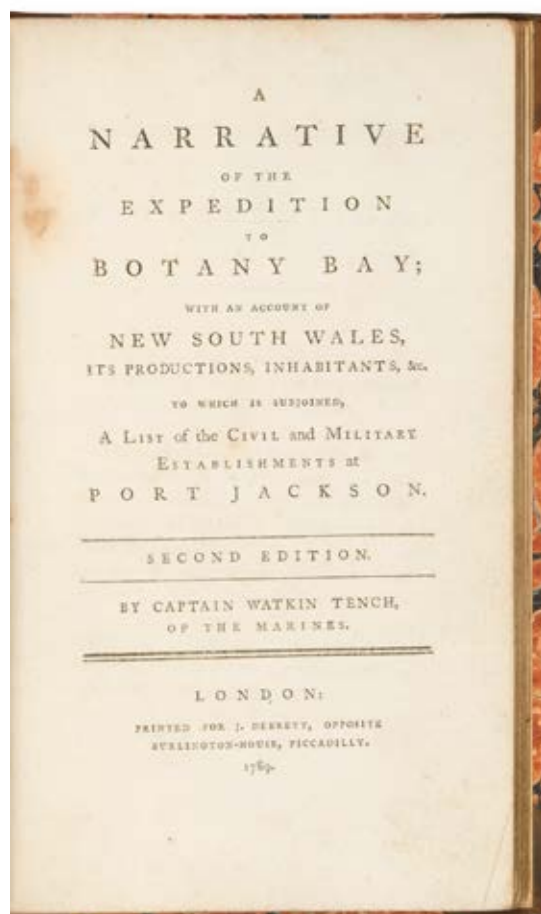 A
NARRATIVE
OF THE
EXPEDITION
TO
BOTANY BAY;
WITH AN ACCOUNT OF
NEW SOUTH WALES,
ITS PRODUCTIONS, INHABITANTS, &c.
TO WHICH IS SUBJOINED,
A LIST of the CIVIL and MILITARY
ESTABLISHMENTS at
PORT JACKSON.
SECOND EDITION.
BY CAPTAIN WATKIN TENCH,
OF THE MARINES.
LONDON:
PRINTED FOR J. DEBRETT, OPPOSITE
BURLINGTON-HOUSE, PICCADILLY.
1789.